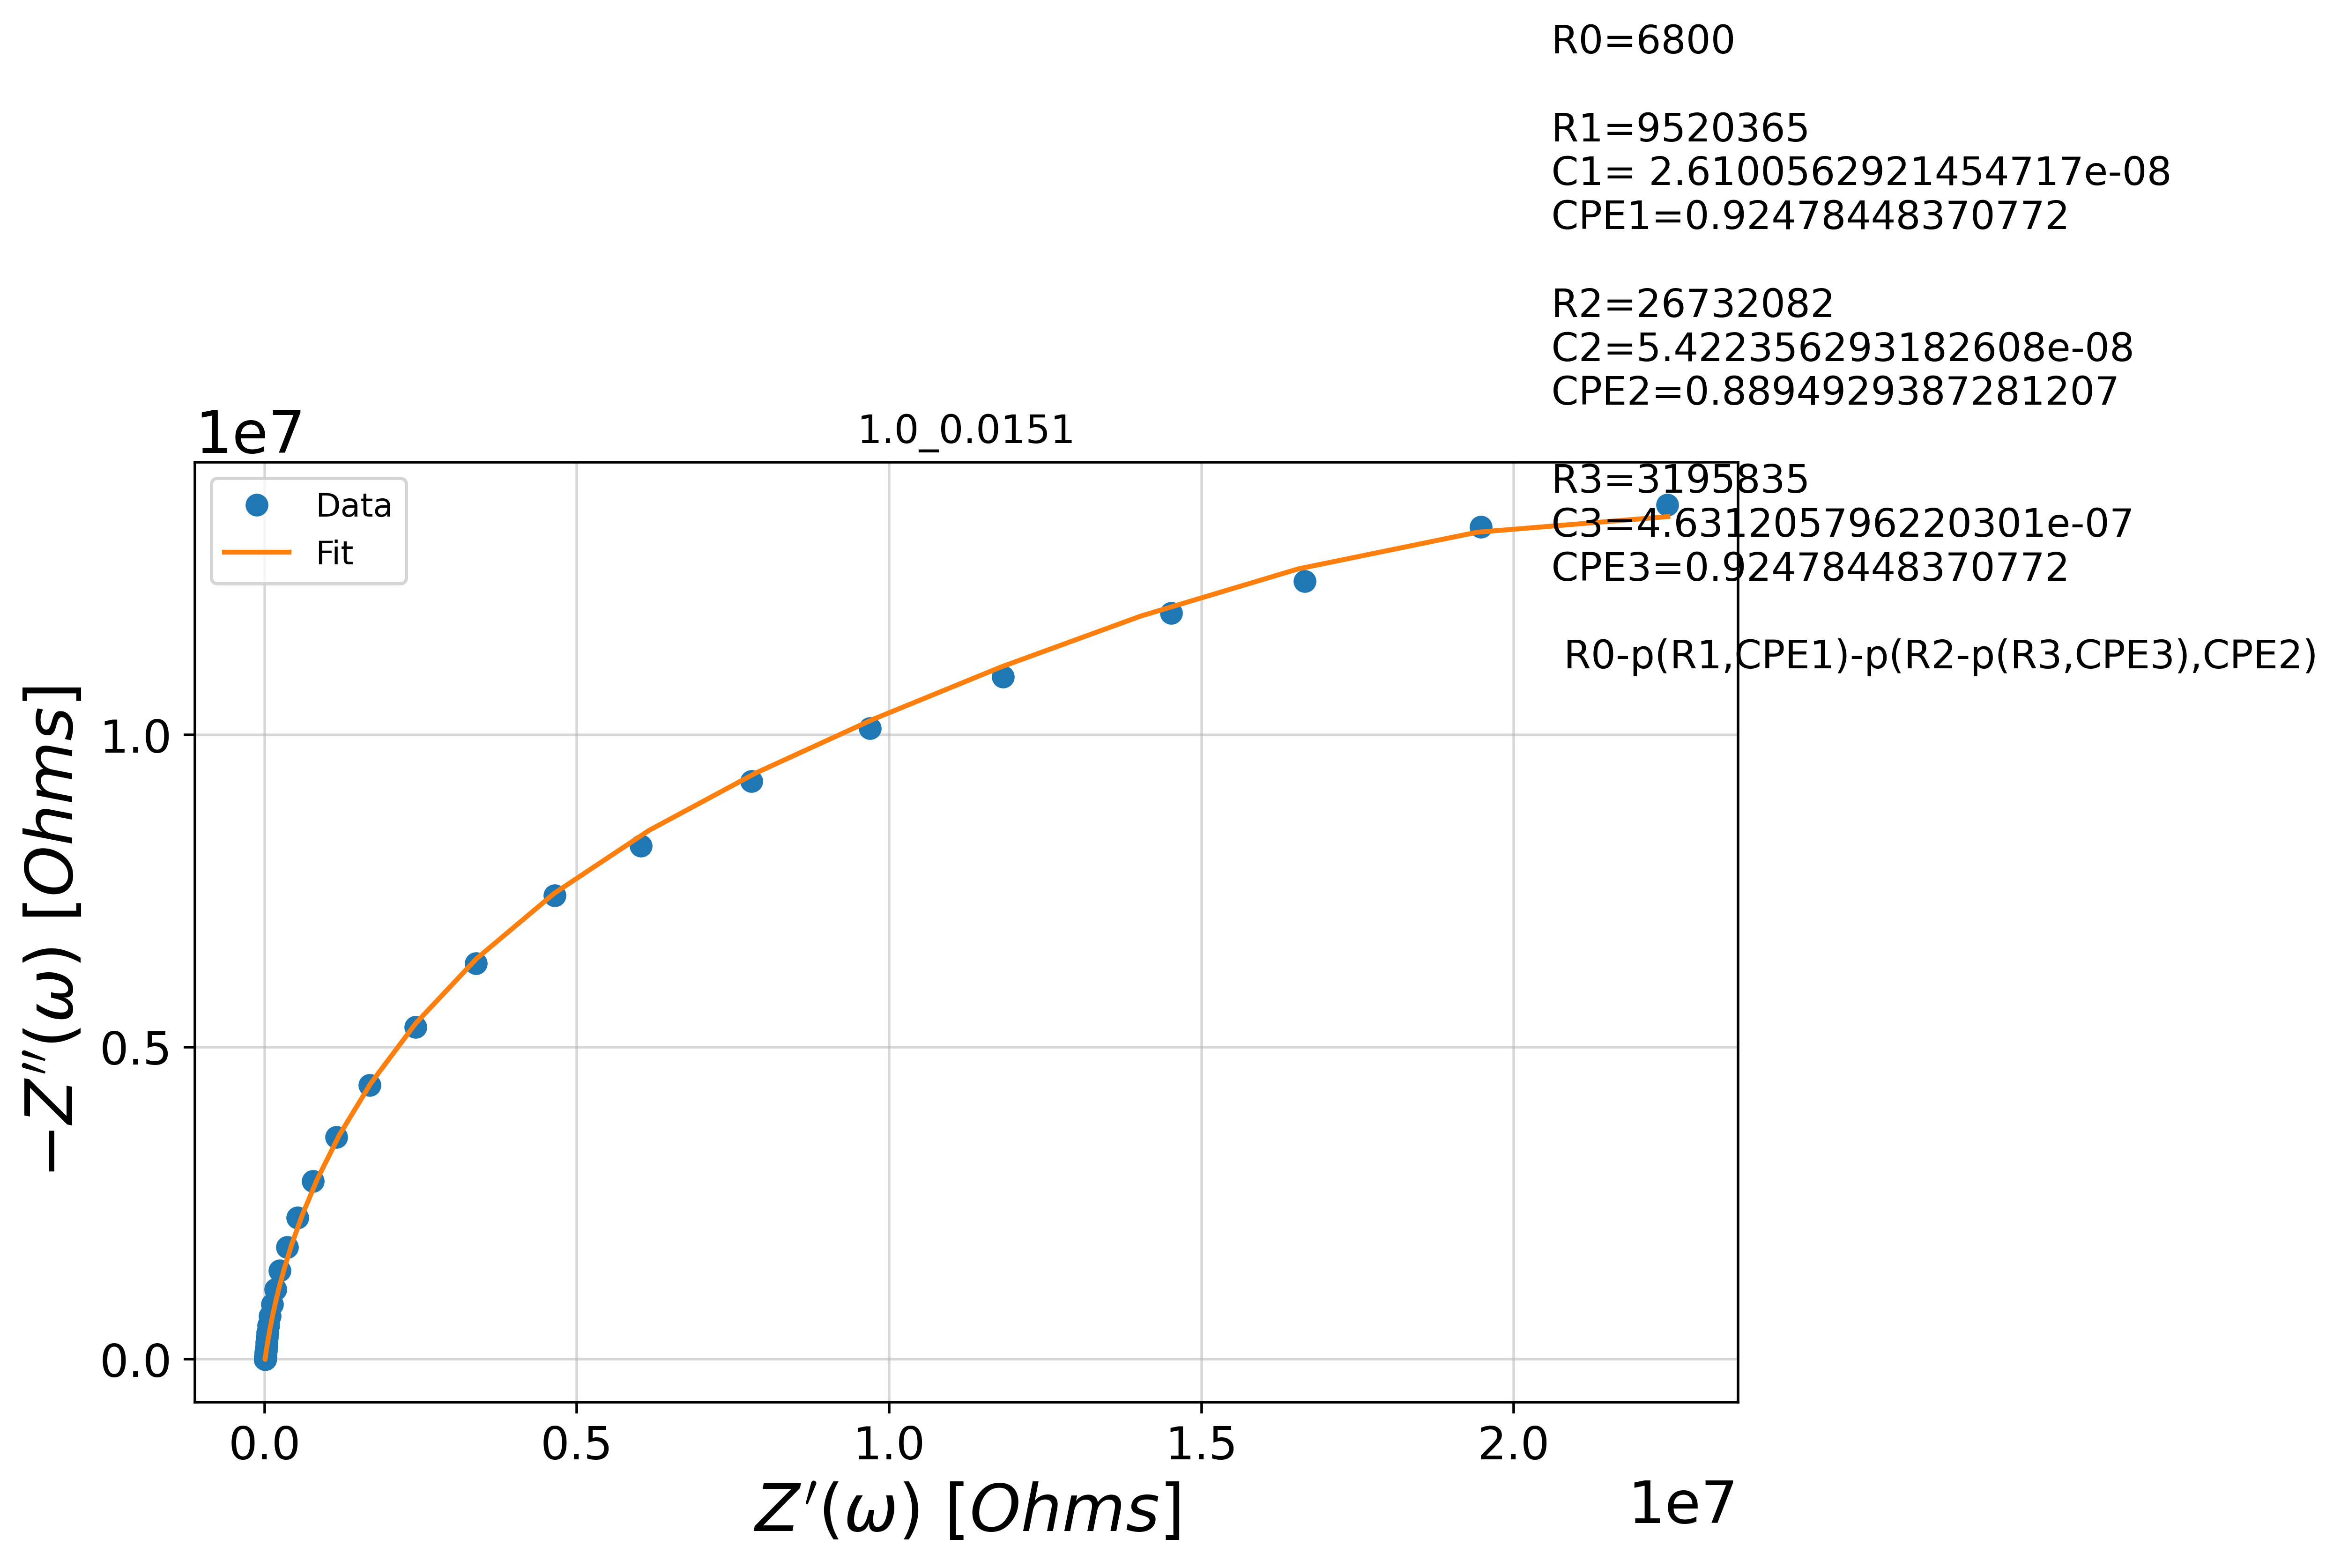 R0=6800
R1=9520365
C1= 2.6100562921454717e-08
CPE1=0.92478448370772
R2=26732082
C2=5.422356293182608e-08
CPE2=0.8894929387281207
1e7
1.0_0.0151
R3=3195835
C3=4.631205796220301e-07
CPE3=0.92478448370772
R0-p(R1,CPE1)-p(R2-p(R3,CPE3),CPE2)
Data
Fit
−Z′′(ω) [Ohms]
1.0
0.5
0.0
0.0
0.5
1.0
1.5
2.0
Z′(ω) [Ohms]
1e7